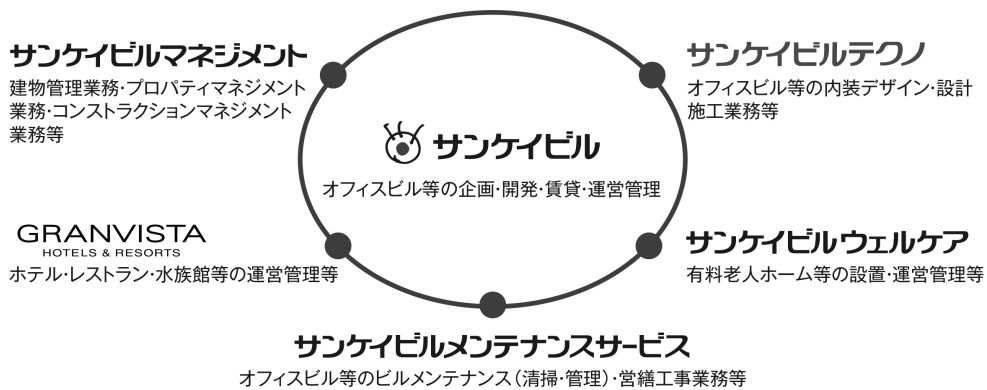 サンケイビルマネジメント
建物管理業務・プロパティマネジメント
業務・コンストラクションマネジメント
業務等
サンケイビルテクノ
オフィスビル等の内装デザイン・設計
施工業務等
サンケイビル
オフィスビル等の企画・開発・賃貸・運営管理
GRANVISTA
HOTELS & RESORTS
ホテル・レストラン・水族館等の運営管理等
サンケイビルウェルケア
有料老人ホーム等の設置・運営管理等
サンケイビルメンテナンスサービス
オフィスビル等のビルメンテナンス（清掃・管理）・営繕工事業務等